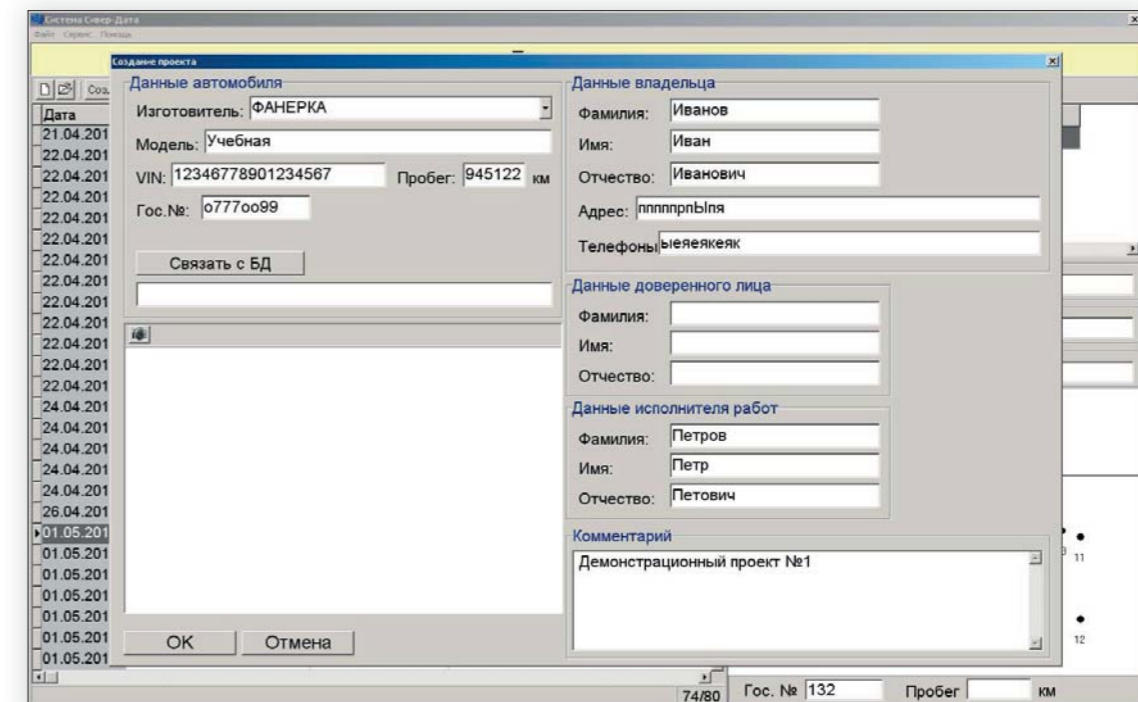 Система Сивер-Дата
Файл Сервис Помощь
Создание проекта
Данные автомобиля
Изготовитель: ФАНЕРКА
Модель: Учебная
VIN: 12346778901234567 Пробег: 945122 км
Гос.№: о777оо99
Связать с БД
OK Отмена
Данные владельца
Фамилия: Иванов
Имя: Иван
Отчество: Иванович
Адрес: ппппрпЫпя
Телефоны ыеяеякеяк
Данные доверенного лица
Фамилия:
Имя:
Отчество:
Данные исполнителя работ
Фамилия: Петров
Имя: Петр
Отчество: Петович
Комментарий
Демонстрационный проект №1
Соз
Дата
21.04.201
22.04.201
22.04.201
22.04.201
22.04.201
22.04.201
22.04.201
22.04.201
22.04.201
22.04.201
22.04.201
22.04.201
22.04.201
24.04.201
24.04.201
24.04.201
24.04.201
24.04.201
26.04.201
01.05.201
01.05.201
01.05.201
01.05.201
01.05.201
01.05.201
01.05.201
11
12
74/80
Гос. № 132 Пробег км